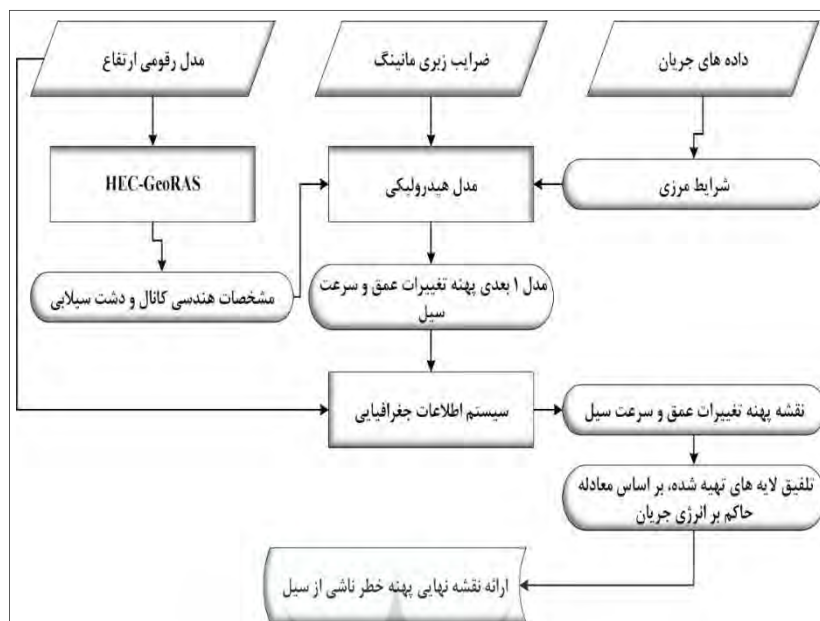 داده های جریان
ضرایب زبری مانینگ
مدل رقومی ارتفاع
شرایط مرزی
مدل هیدرولیکی
HEC-GeoRAS
مشخصات هندسی کانال و دشت سیلابی
مدل ۱ بعدی پهنه تغییرات عمق و سرعت
سیل
سیستم اطلاعات جغرافیایی
نقشه پهنه تغییرات عمق و سرعت سیل
تلفیق لایه های تهیه شده، بر اساس معادله
حاکم بر انرژی جریان
ارائه نقشه نهایی پهنه خطر ناشی از سیل